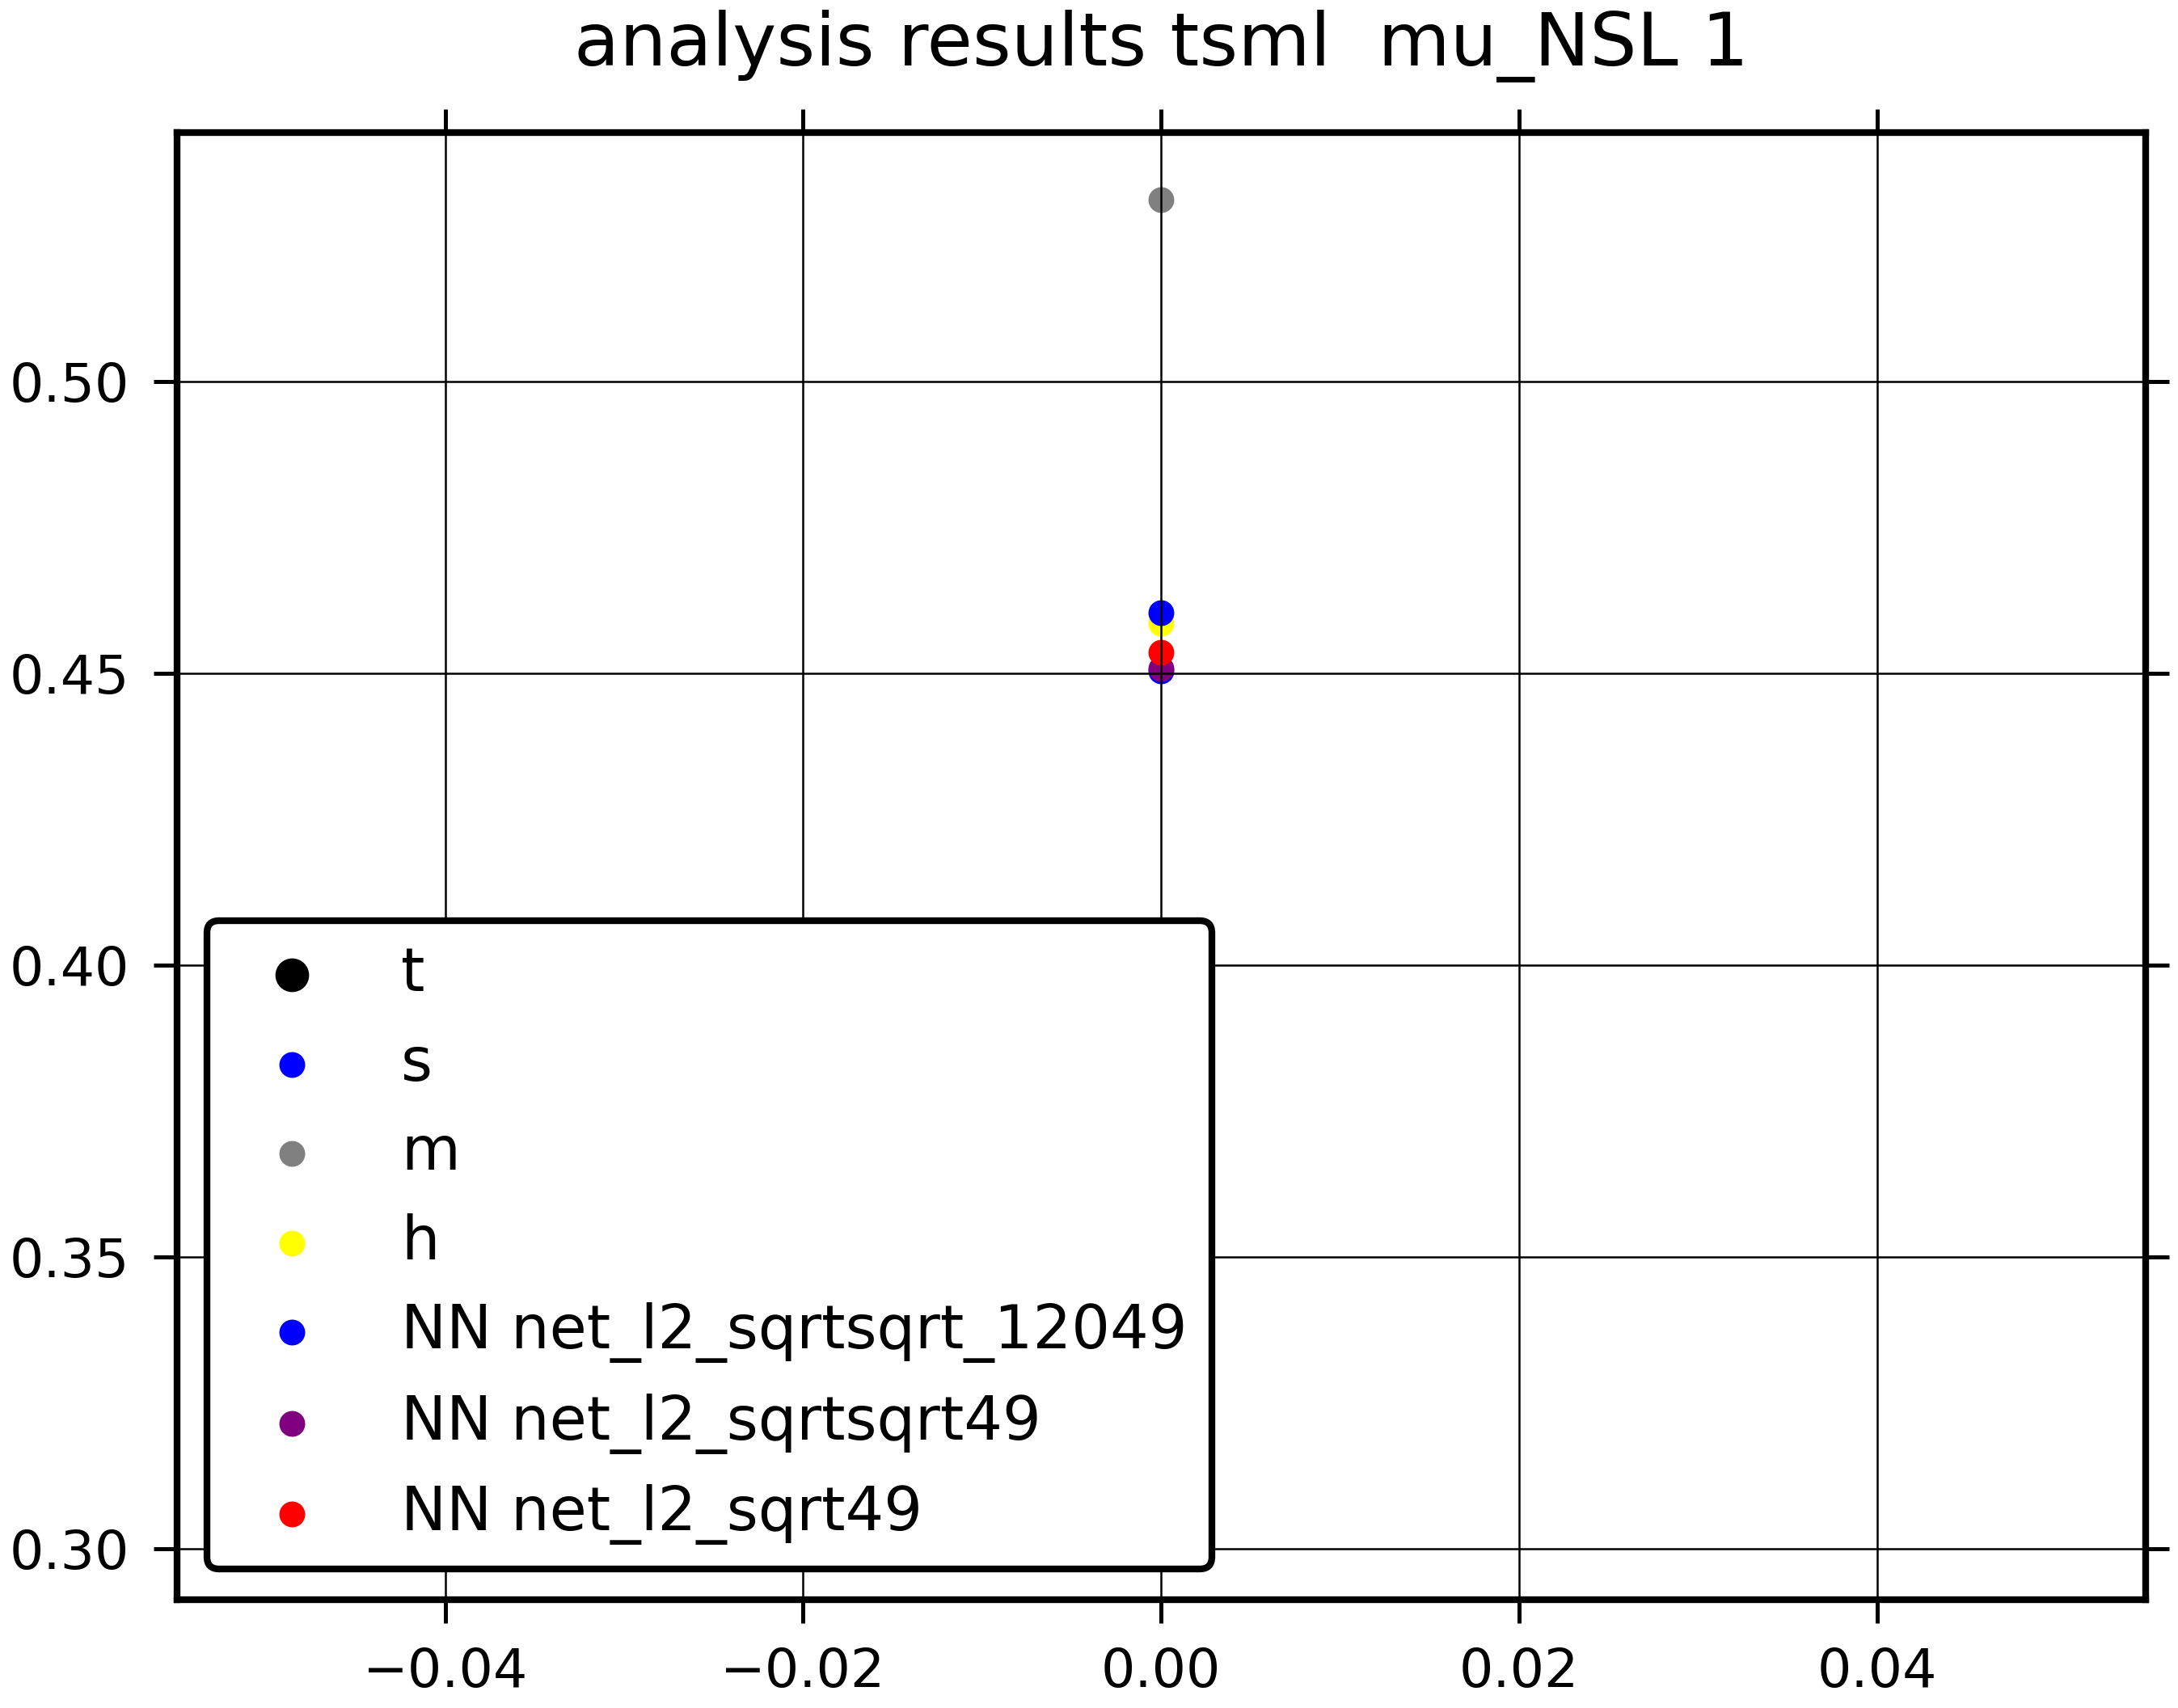 analysis results tsml  mu_NSL 1
0.50
0.45
0.40
0.35
0.30
t
s
m
h
NN net_l2_sqrtsqrt_12049
NN net_l2_sqrtsqrt49
NN net_l2_sqrt49
−0.04 −0.02 0.00 0.02 0.04